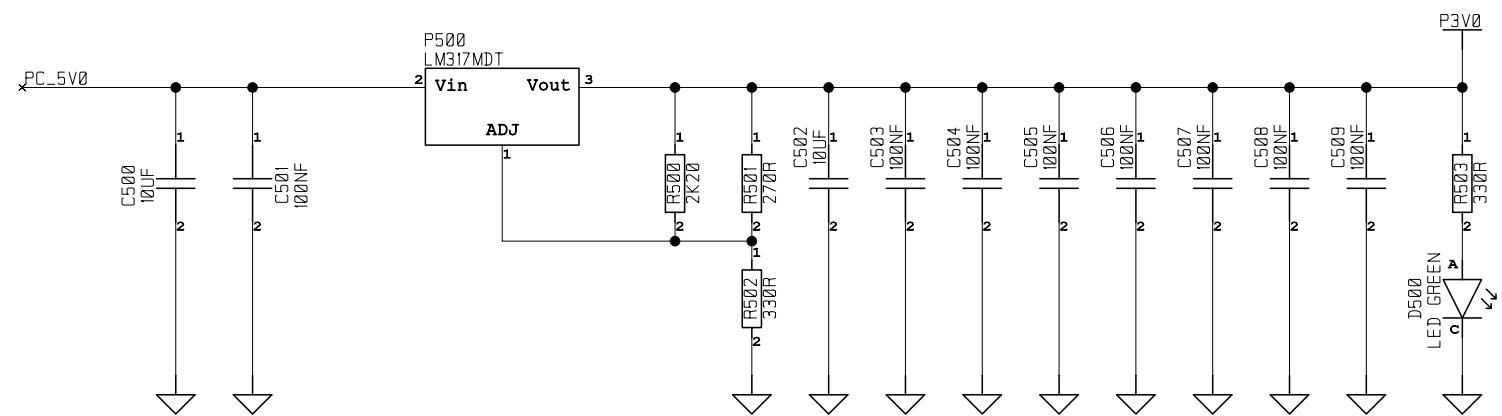 P3V0
P500
LM317MDT
PC_5V0
2
Vin
Vout
3
ADJ
1
1
C500
10UF
2
1
C501
100NF
2
1
R500
2K20
2
1
R501
270R
2
1
R502
330R
2
C502
10UF
1
2
C503
100NF
1
2
C504
100NF
1
2
C505
100NF
1
2
C506
100NF
1
2
C507
100NF
1
2
C508
100NF
1
2
C509
100NF
1
2
1
R503
330R
2
A
D500
LED GREEN
C